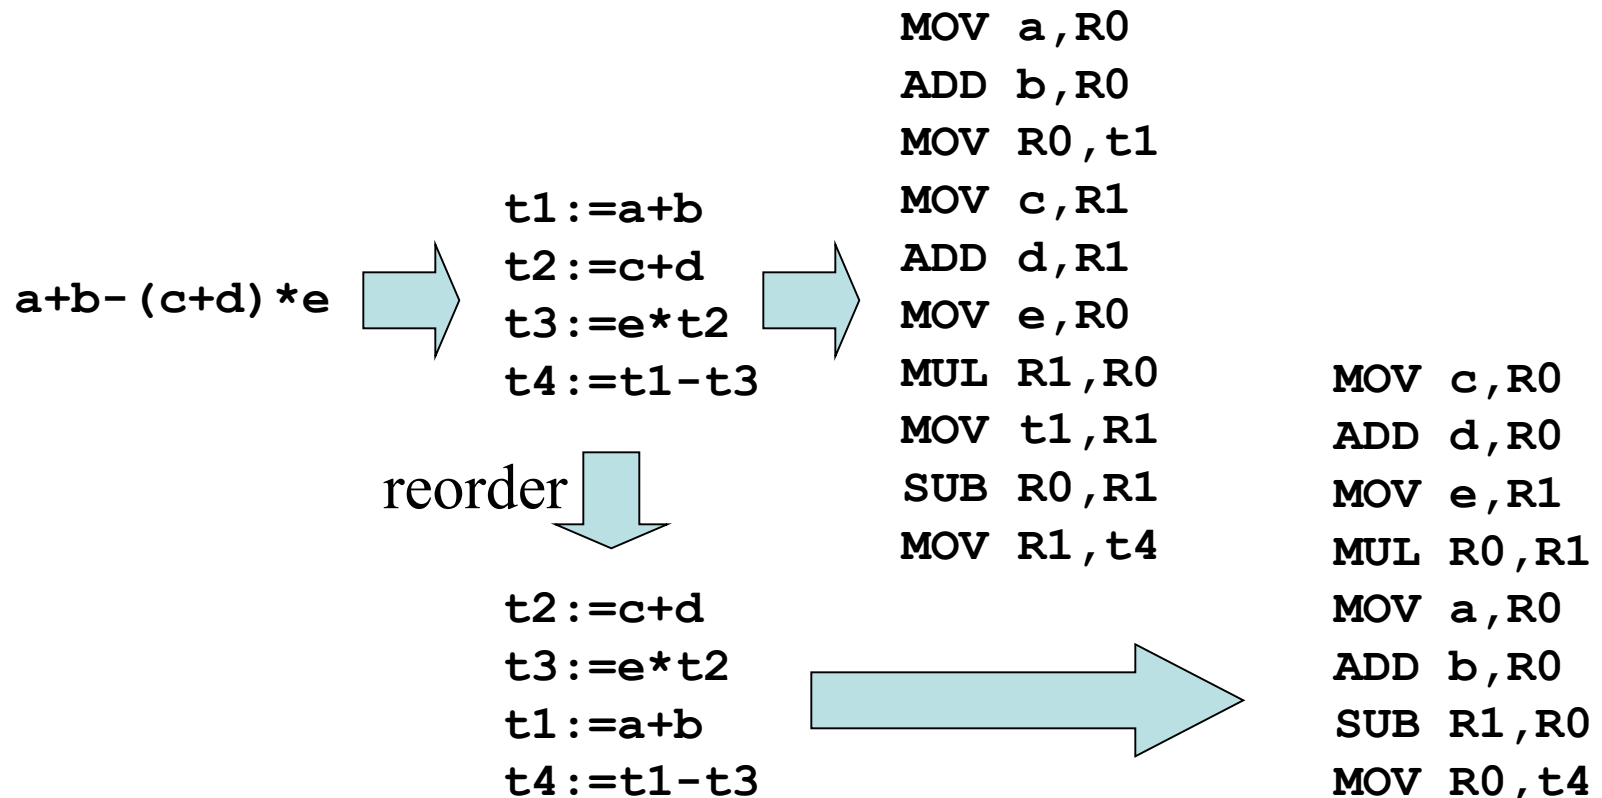 a+b-(c+d)*e
t1:=a+b
t2:=c+d
t3:=e*t2
t4:=t1-t3
MOV a,R0
ADD b,R0
MOV R0,t1
MOV c,R1
ADD d,R1
MOV e,R0
MUL R1,R0
MOV t1,R1
SUB R0,R1
MOV R1,t4
reorder
t2:=c+d
t3:=e*t2
t1:=a+b
t4:=t1-t3
MOV c,R0
ADD d,R0
MOV e,R1
MUL R0,R1
MOV a,R0
ADD b,R0
SUB R1,R0
MOV R0,t4